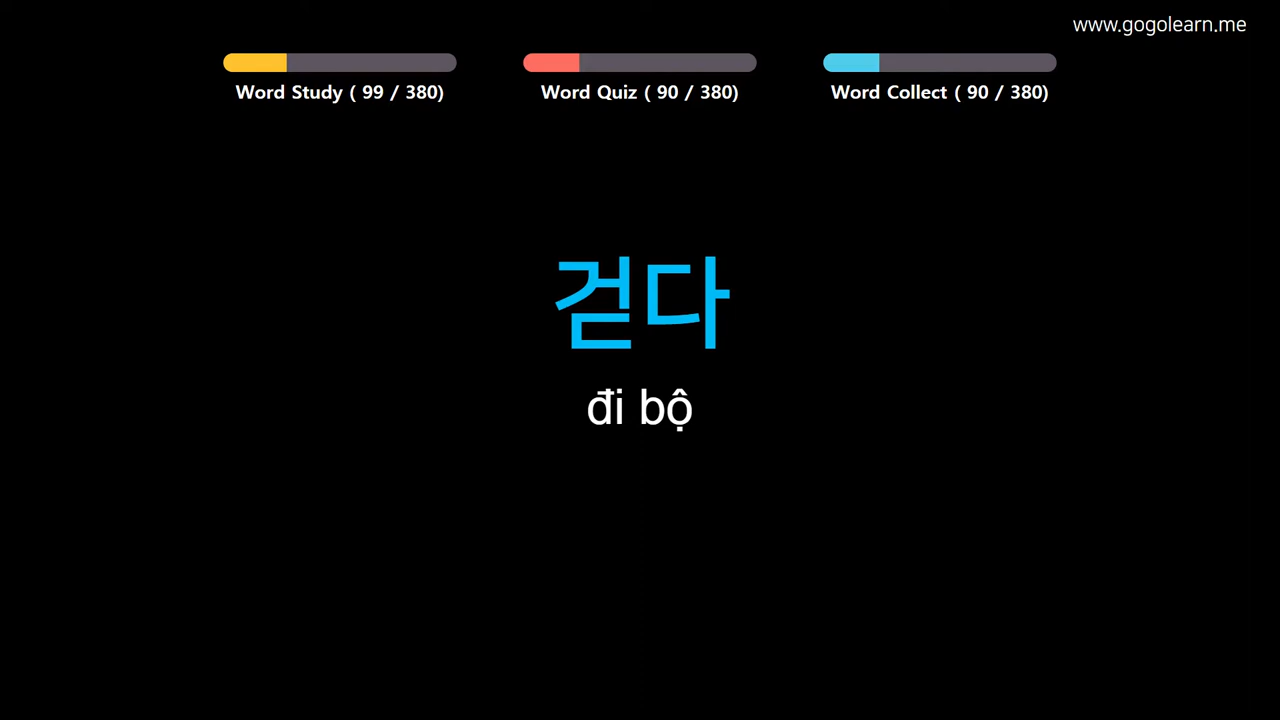 www.gogolearn.me
Word Study ( 99 / 380)
Word Quiz ( 90 / 380)
Word Collect ( 90 / 380)
걷다
đi bộ